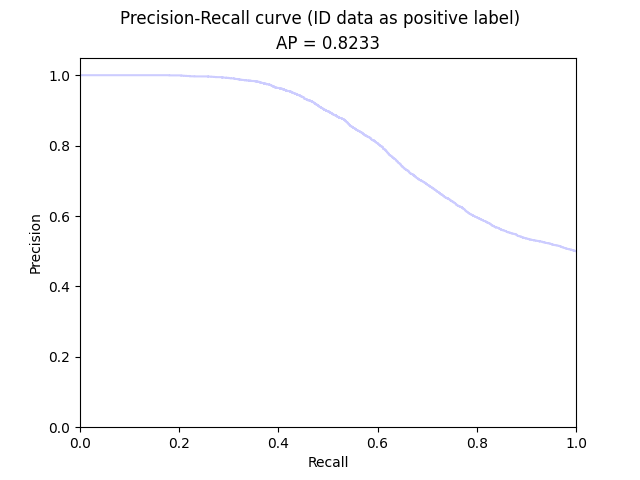 Precision-Recall curve (ID data as positive label)
AP = 0.8233
1.0
0.8
0.6
0.4
0.2
0.0
Precision
0.0 0.2 0.4 0.6 0.8 1.0
Recall